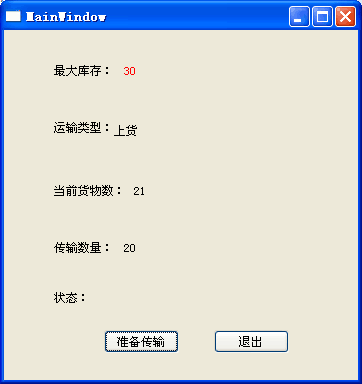 MainWindow
最大库存： 30
运输类型：上货
当前货物数： 21
传输数量： 20
状态：
准备传输 退出